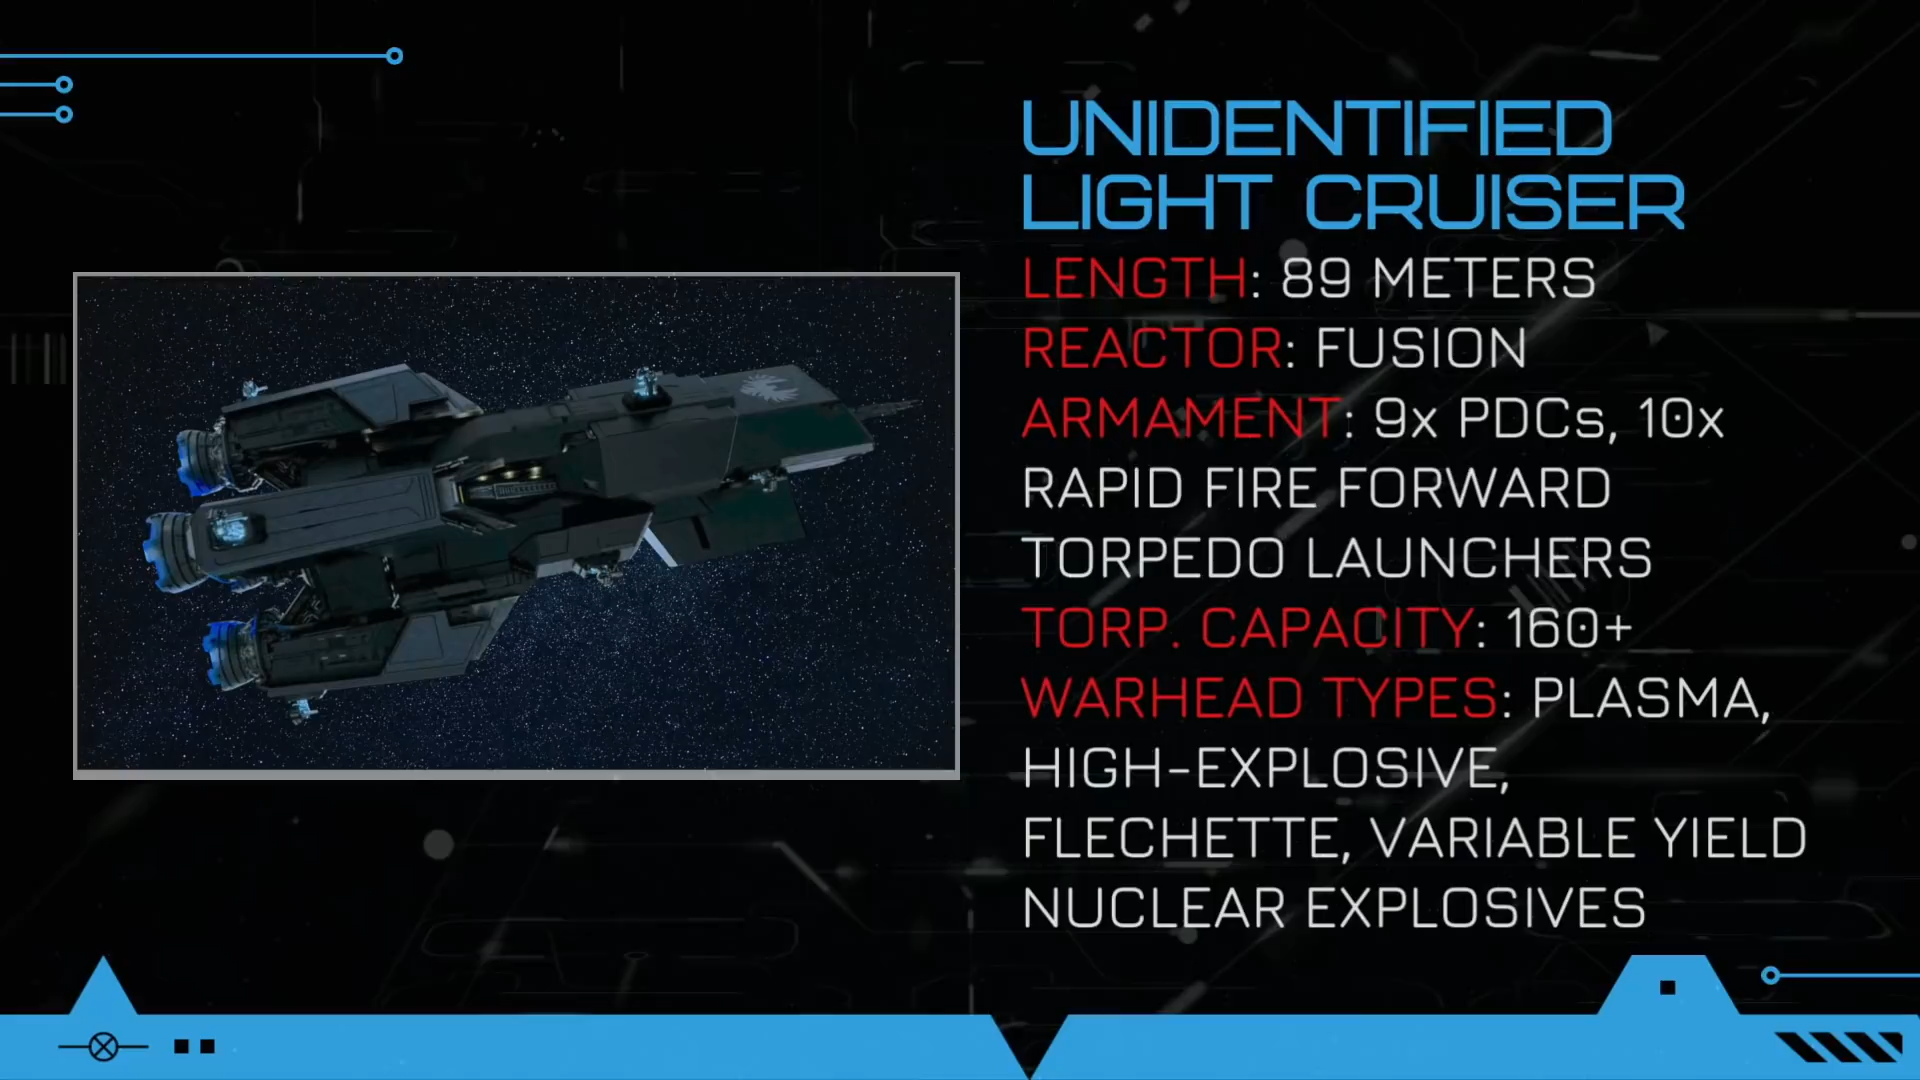 UNIDENTIFIED
LIGHT CRUISER
LENGTH: 89 METERS
REACTOR: FUSION
ARMAMENT: 9x PDCs, 10x
RAPID FIRE FORWARD
TORPEDO LAUNCHERS
TORP. CAPACITY: 160+
WARHEAD TYPES: PLASMA,
HIGH-EXPLOSIVE,
FLECHETTE, VARIABLE YIELD
NUCLEAR EXPLOSIVES